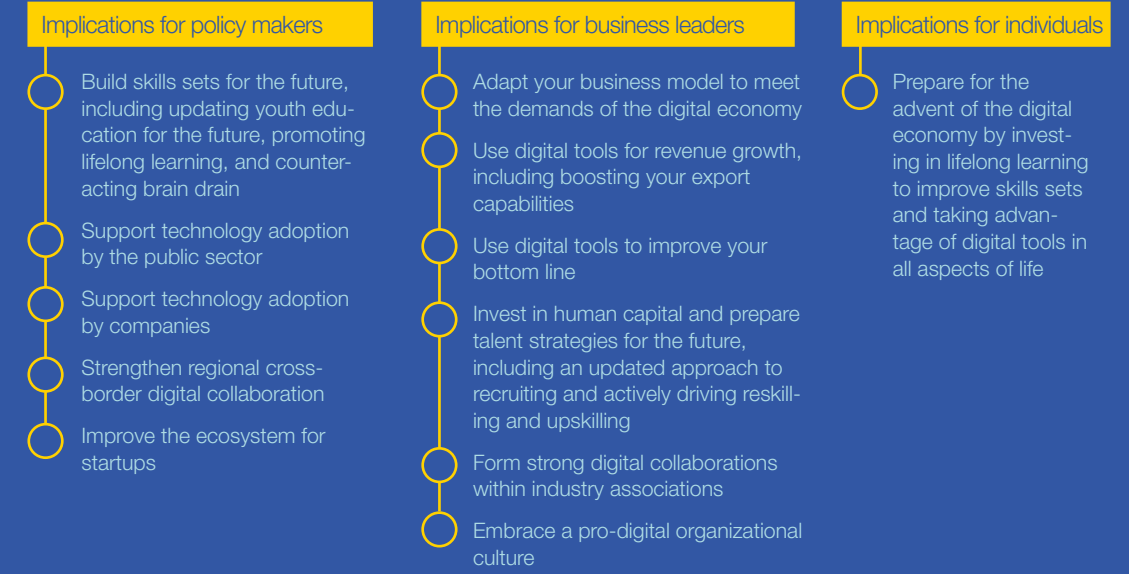 Implications for policy makers
Build skills sets for the future,
including updating youth edu-
cation for the future, promoting
lifelong learning, and counter-
acting brain drain
Support technology adoption
by the public sector
Support technology adoption
by companies
Strengthen regional cross-
border digital collaboration
Improve the ecosystem for
startups
Implications for business leaders
Adapt your business model to meet
the demands of the digital economy
Use digital tools for revenue growth,
including boosting your export
capabilities
Use digital tools to improve your
bottom line
Invest in human capital and prepare
talent strategies for the future,
including an updated approach to
recruiting and actively driving reskill-
ing and upskilling
Form strong digital collaborations
within industry associations
Embrace a pro-digital organizational
culture
Implications for individuals
Prepare for the
advent of the digital
economy by invest-
ing in lifelong learning
to improve skills sets
and taking advan-
tage of digital tools in
all aspects of life